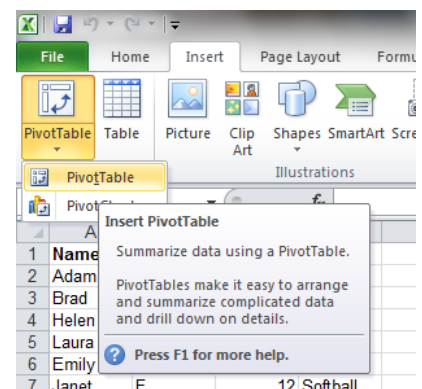 File Home Insert Page Layout Formu
PivotTable Table Picture Clip Art Shapes SmartArt Scre
Illustrations
PivotTable
Pivot
fx
Insert PivotTable
Summarize data using a PivotTable.
PivotTables make it easy to arrange
and summarize complicated data
and drill down on details.
Press F1 for more help.
A
1 Name
2 Adam
3 Brad
4 Helen
5 Laura
6 Emily
7 Janet F 12 Softball